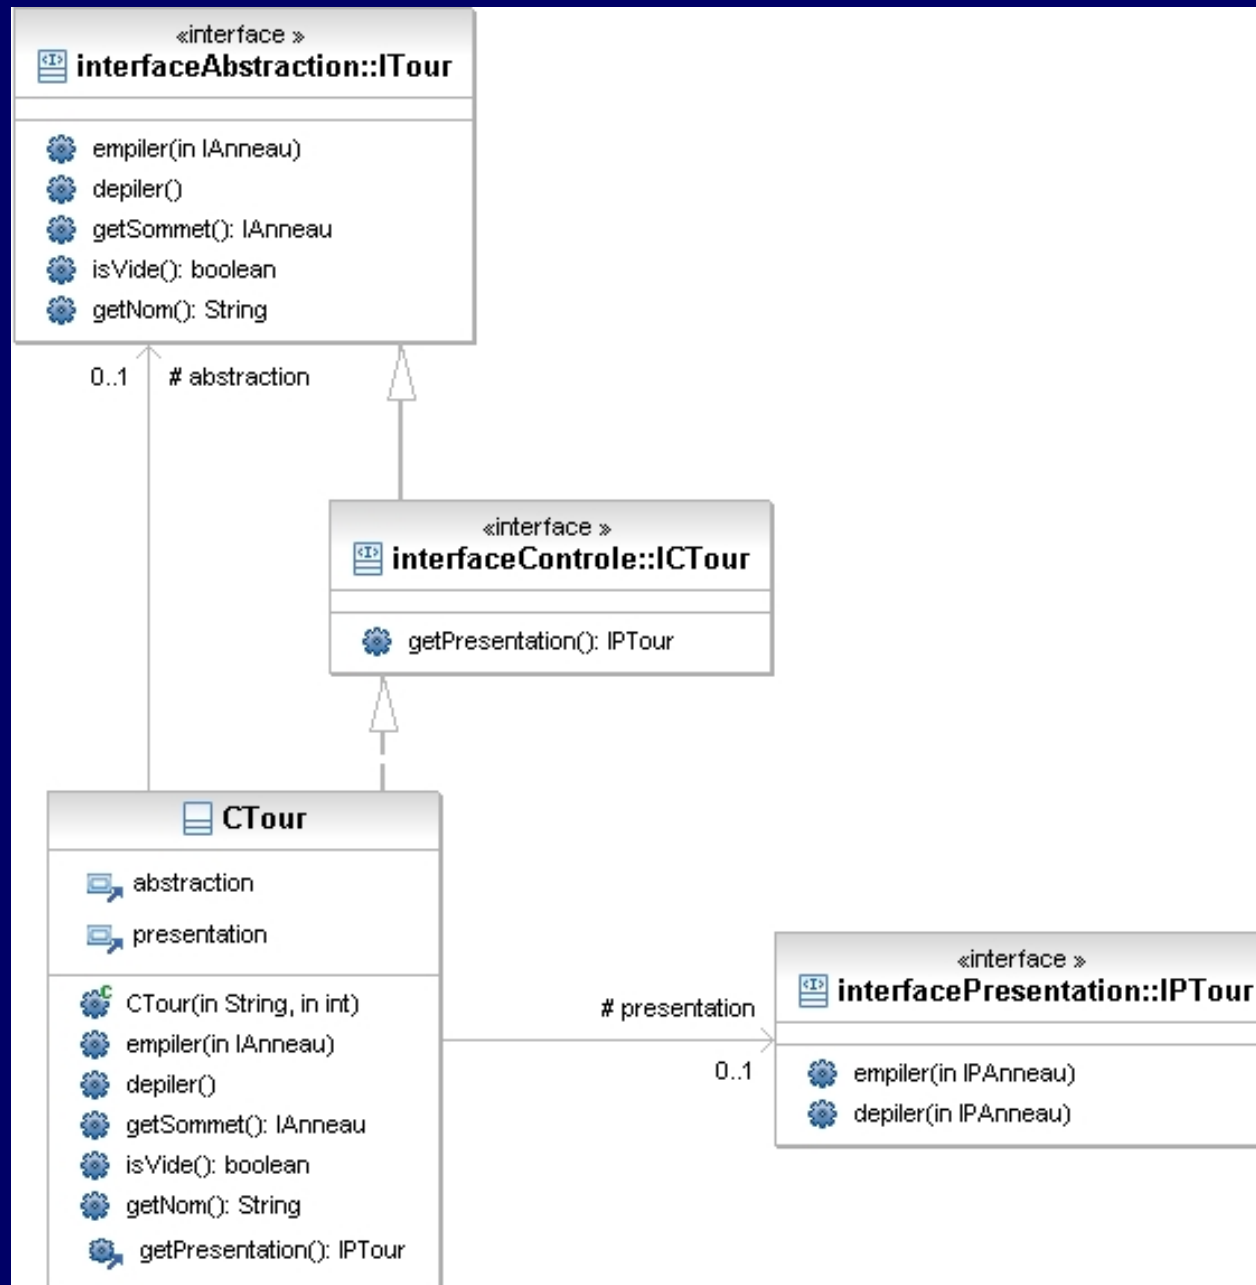 «interface »
interfaceAbstraction::ITour
empiler(in IAnneau)
depiler()
getSommet(): IAnneau
isVide(): boolean
getNom(): String
0..1
# abstraction
«interface »
interfaceControle::ICTour
getPresentation(): IPTour
CTour
abstraction
presentation
CTour(in String, in int)
empiler(in IAnneau)
depiler()
getSommet(): IAnneau
isVide(): boolean
getNom(): String
getPresentation(): IPTour
# presentation
0..1
«interface »
interfacePresentation::IPTour
empiler(in IPAnneau)
depiler(in IPAnneau)